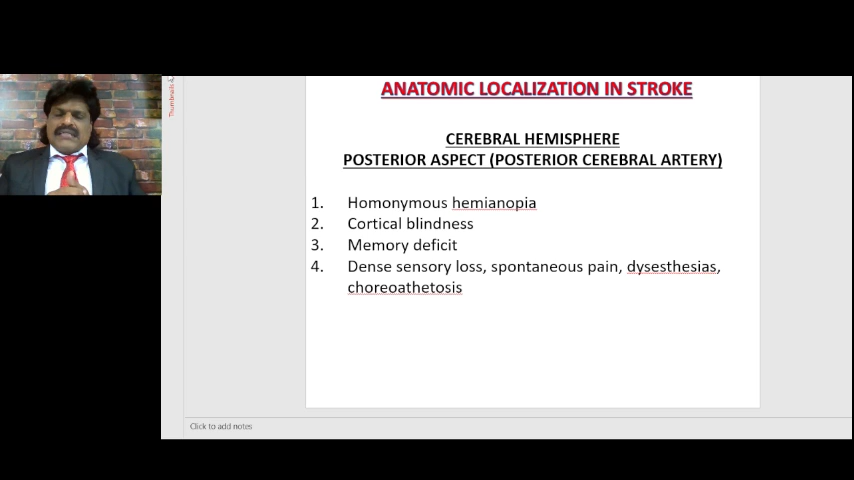 Thumbnails
ANATOMIC LOCALIZATION IN STROKE
CEREBRAL HEMISPHERE
POSTERIOR ASPECT (POSTERIOR CEREBRAL ARTERY)
1. Homonymous hemianopia
2. Cortical blindness
3. Memory deficit
4. Dense sensory loss, spontaneous pain, dysesthesias,
choreoathetosis
Click to add notes